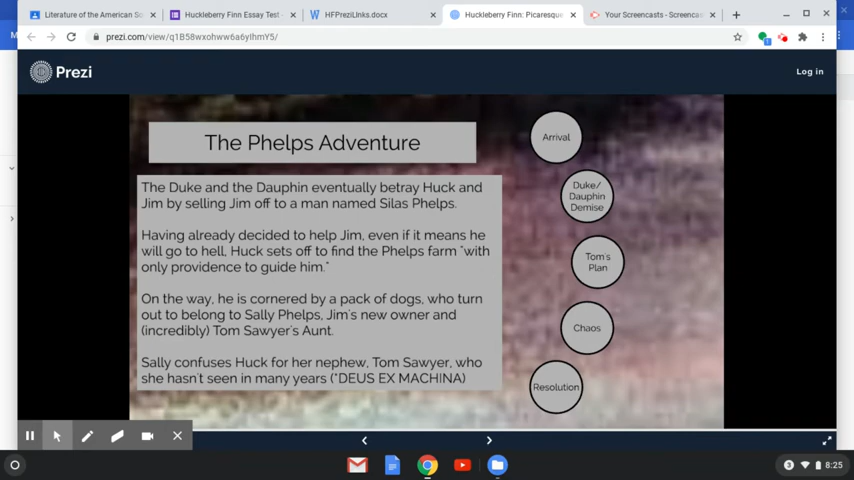 Literature of the American So
Huckleberry Finn Essay Test -
HFPreziLInks.docx
Huckleberry Finn: Picaresque
Your Screencasts - Screencas
prezi.com/view/q1B58wxohww6a6yIhmY5/
Prezi
Log in
The Phelps Adventure
The Duke and the Dauphin eventually betray Huck and
Jim by selling Jim off to a man named Silas Phelps.
Having already decided to help Jim, even if it means he
will go to hell, Huck sets off to find the Phelps farm "with
only providence to guide him."
On the way, he is cornered by a pack of dogs, who turn
out to belong to Sally Phelps, Jim's new owner and
(incredibly) Tom Sawyer's Aunt.
Sally confuses Huck for her nephew, Tom Sawyer, who
she hasn't seen in many years (*DEUS EX MACHINA)
Arrival
Duke/
Dauphin
Demise
Tom's
Plan
Chaos
Resolution
3
8:25